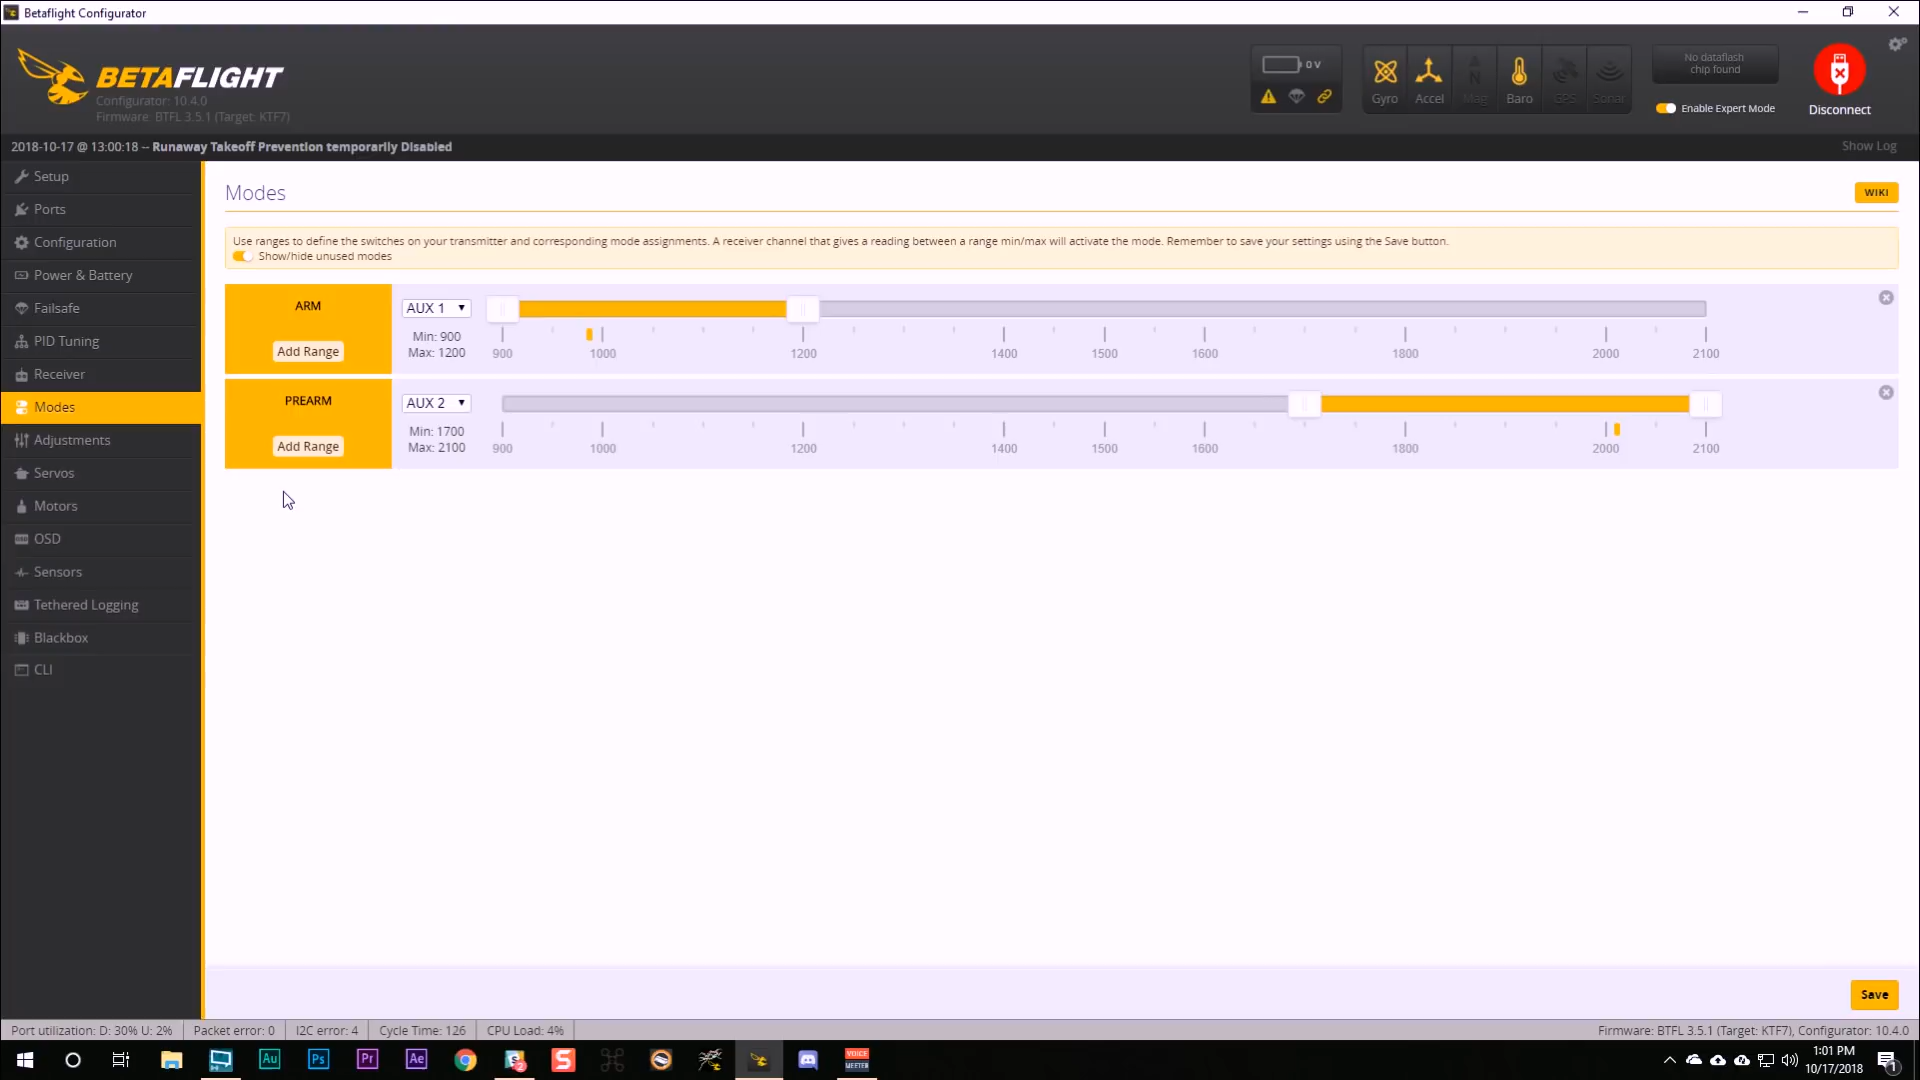 Betaflight Configurator
BETAFLIGHT
Configurator: 10.4.0
Firmware: BTFL 3.5.1 (Target: KTF7)
0 V
Gyro
Accel
Mag
Baro
GPS
Sonar
No dataflash
chip found
Enable Expert Mode
Disconnect
2018-10-17 @ 13:00:18 -- Runaway Takeoff Prevention temporarily Disabled
Show Log
Setup
Ports
Configuration
Power & Battery
Failsafe
PID Tuning
Receiver
Modes
Adjustments
Servos
Motors
OSD
Sensors
Tethered Logging
Blackbox
CLI
Modes
WIKI
Use ranges to define the switches on your transmitter and corresponding mode assignments. A receiver channel that gives a reading between a range min/max will activate the mode. Remember to save your settings using the Save button.
Show/hide unused modes
ARM
Add Range
AUX 1
Min: 900
Max: 1200
900 1000 1200 1400 1500 1600 1800 2000 2100
PREARM
Add Range
AUX 2
Min: 1700
Max: 2100
900 1000 1200 1400 1500 1600 1800 2000 2100
Save
Port utilization: D: 30% U: 2%
Packet error: 0
I2C error: 4
Cycle Time: 126
CPU Load: 4%
Firmware: BTFL 3.5.1 (Target: KTF7), Configurator: 10.4.0
Au
Ps
Pr
Ae
2
S
VOICE
MEETER
1:01 PM
10/17/2018
1